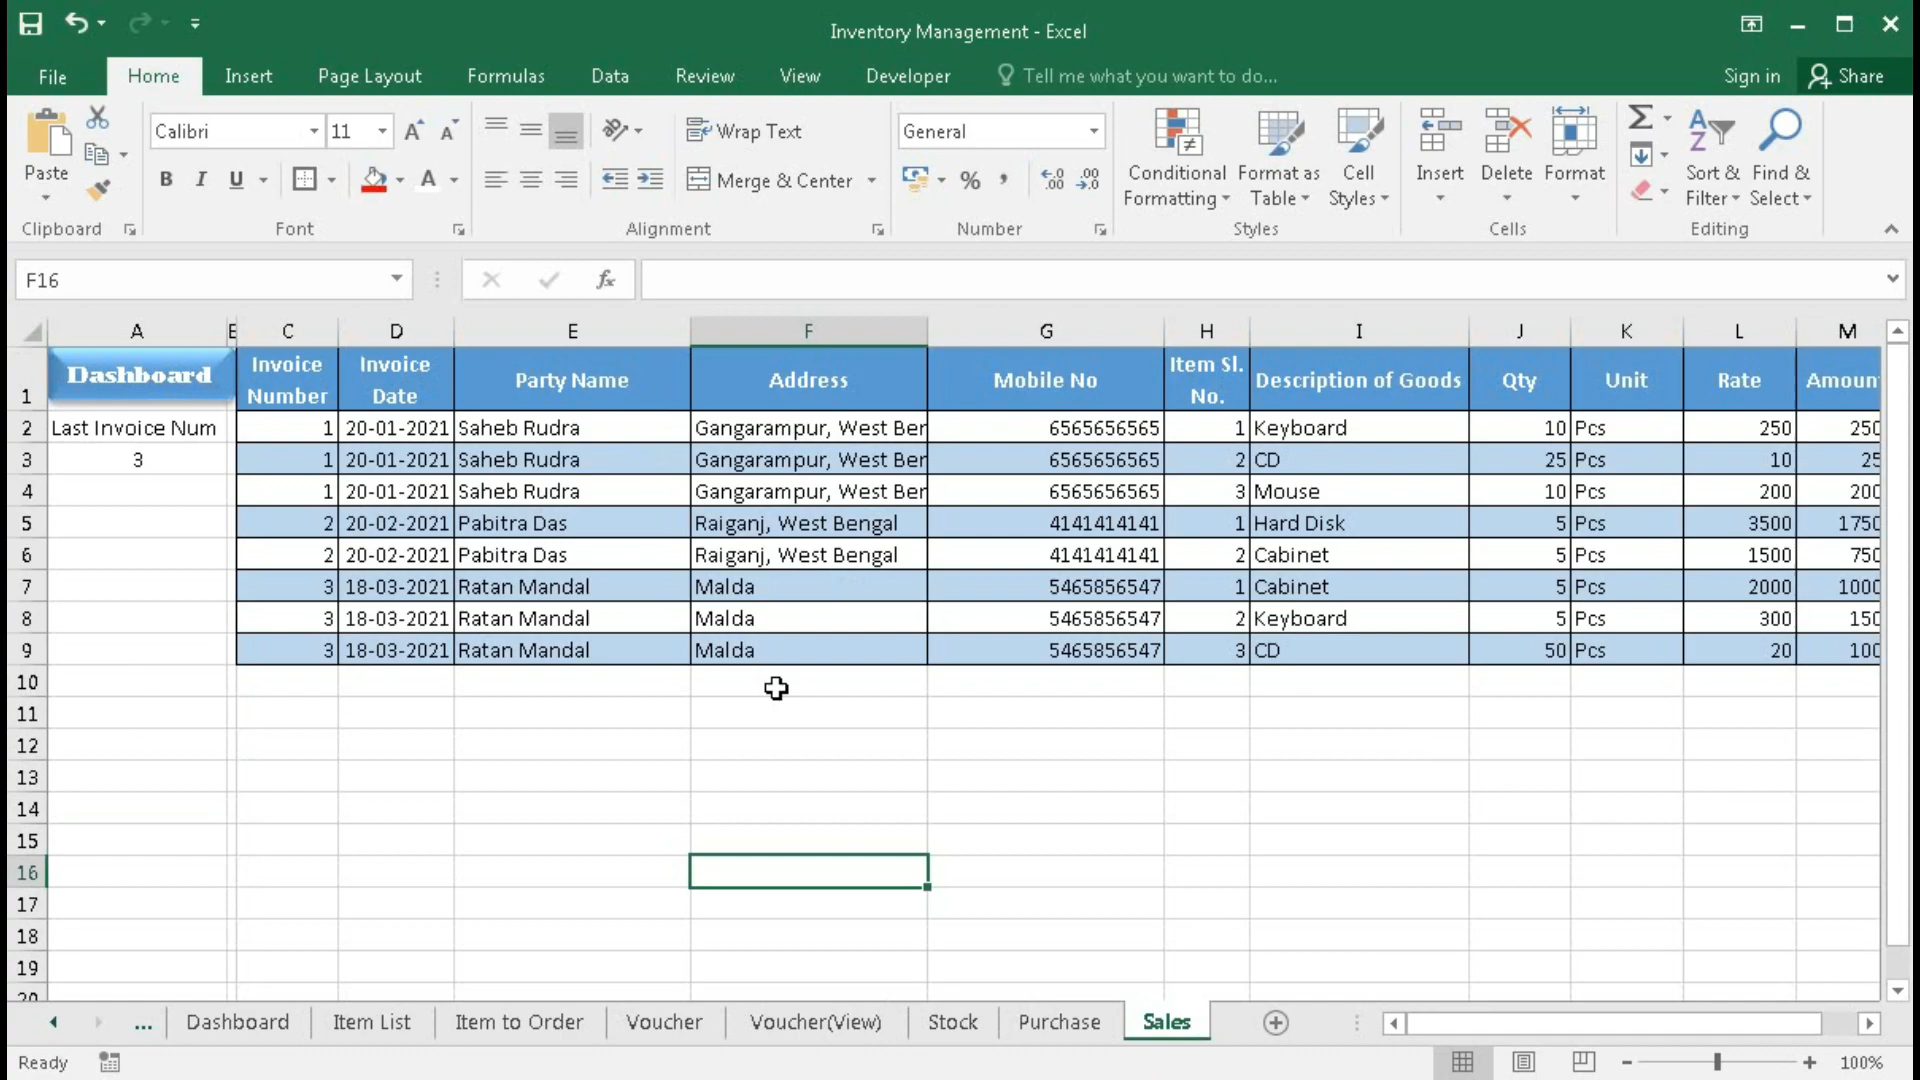 Inventory Management - Excel
File Home Insert Page Layout Formulas Data Review View Developer Tell me what you want to do... Sign in Share
Calibri 11 Wrap Text General
Paste B I U Merge & Center % , Conditional Formatting Format as Table Cell Styles Insert Delete Format Sort & Filter Find & Select
Clipboard Font Alignment Number Styles Cells Editing
F16 fx
A C D E F G H I J K L M
1 Dashboard Invoice Number Invoice Date Party Name Address Mobile No Item Sl. No. Description of Goods Qty Unit Rate Amoun
2 Last Invoice Num 1 20-01-2021 Saheb Rudra Gangarampur, West Ber 6565656565 1 Keyboard 10 Pcs 250 250
3 3 1 20-01-2021 Saheb Rudra Gangarampur, West Ber 6565656565 2 CD 25 Pcs 10 25
4 1 20-01-2021 Saheb Rudra Gangarampur, West Ber 6565656565 3 Mouse 10 Pcs 200 200
5 2 20-02-2021 Pabitra Das Raiganj, West Bengal 4141414141 1 Hard Disk 5 Pcs 3500 1750
6 2 20-02-2021 Pabitra Das Raiganj, West Bengal 4141414141 2 Cabinet 5 Pcs 1500 750
7 3 18-03-2021 Ratan Mandal Malda 5465856547 1 Cabinet 5 Pcs 2000 1000
8 3 18-03-2021 Ratan Mandal Malda 5465856547 2 Keyboard 5 Pcs 300 150
9 3 18-03-2021 Ratan Mandal Malda 5465856547 3 CD 50 Pcs 20 100
10
11
12
13
14
15
16
17
18
19
20
... Dashboard Item List Item to Order Voucher Voucher(View) Stock Purchase Sales
Ready 100%